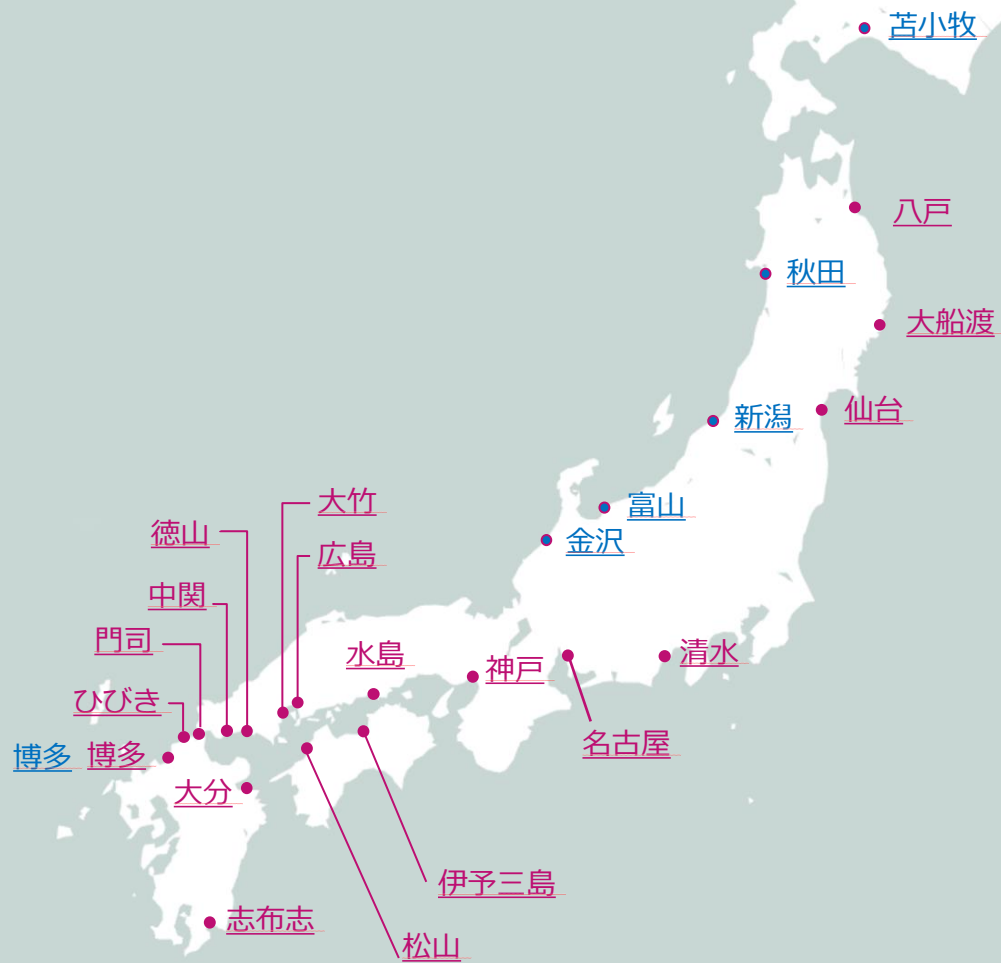 苫小牧
八戸
秋田
大船渡
仙台
新潟
大竹
富山
徳山
金沢
広島
中関
門司
水島
清水
神戸
ひびき
名古屋
博多 博多
大分
伊予三島
志布志
松山